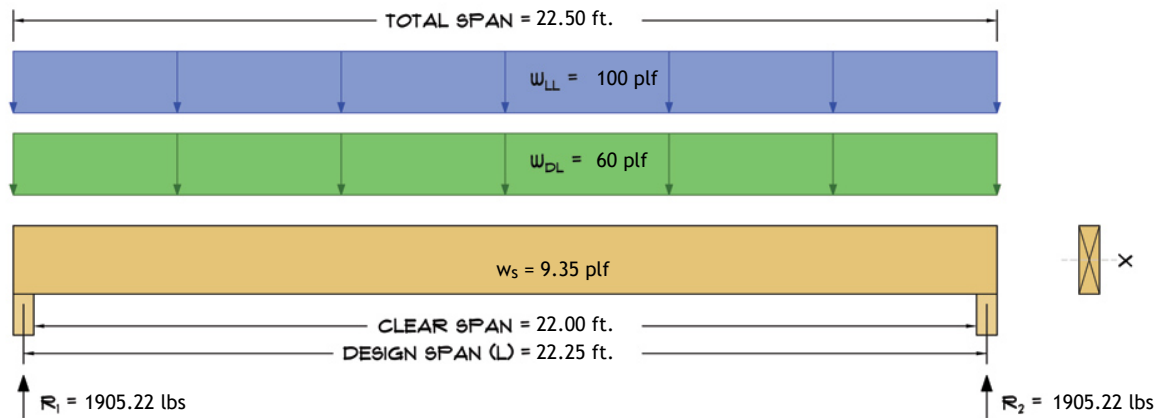 TOTAL SPAN = 22.50 ft.
WLL = 100 plf
WDL = 60 plf
ws = 9.35 plf
X
CLEAR SPAN = 22.00 ft.
DESIGN SPAN (L) = 22.25 ft.
R1 = 1905.22 lbs
R2 = 1905.22 lbs